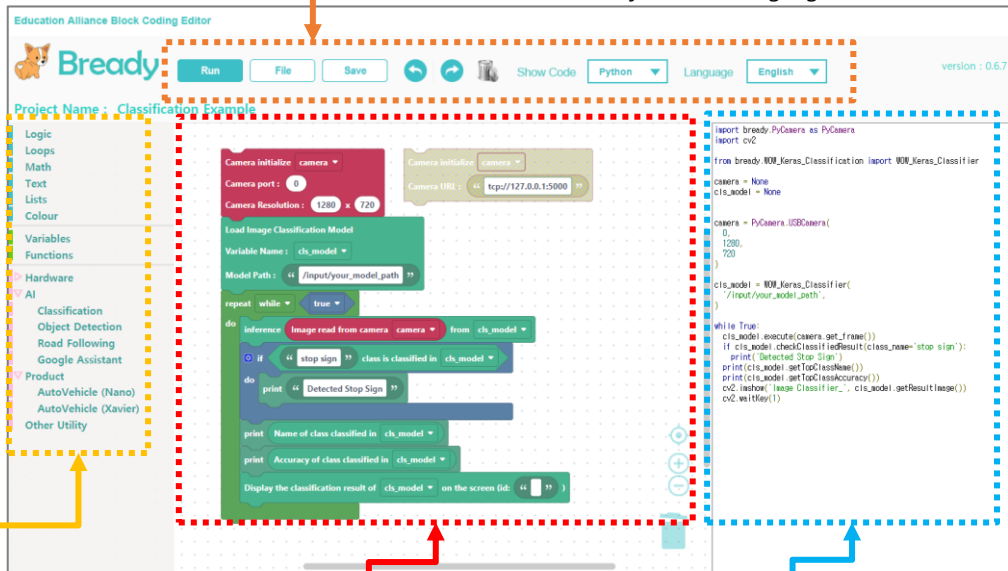 Education Alliance Block Coding Editor
Bready
Run File Save Show Code Python Language English
version : 0.6.7
Project Name : Classification Example
Logic
Loops
Math
Text
Lists
Colour
Variables
Functions
Hardware
AI
Classification
Object Detection
Road Following
Google Assistant
Product
AutoVehicle (Nano)
AutoVehicle (Xavier)
Other Utility
Camera initialize camera
Camera port : 0
Camera Resolution : 1280 x 720
Camera initialize camera
Camera URL : “ tcp://127.0.0.1:5000 ”
Load Image Classification Model
Variable Name : cls_model
Model Path : “ /input/your_model_path ”
repeat while true
do inference Image read from camera camera from cls_model
if “ stop sign ” class is classified in cls_model
do print “ Detected Stop Sign ”
print Name of class classified in cls_model
print Accuracy of class classified in cls_model
Display the classification result of cls_model on the screen (id: “ ” )
import bready.PyCamera as PyCamera
import cv2
from bready.WOW_Keras_Classification import WOW_Keras_Classifier
camera = None
cls_model = None
camera = PyCamera.USBCamera(
0,
1280,
720
)
cls_model = WOW_Keras_Classifier(
'/input/your_model_path',
)
while True:
cls_model.execute(camera.get_frame())
if cls_model.checkClassifiedResult(class_name='stop sign'):
print('Detected Stop Sign')
print(cls_model.getTopClassName())
print(cls_model.getTopClassAccuracy())
cv2.imshow('Image Classifier_', cls_model.getResultImage())
cv2.waitKey(1)